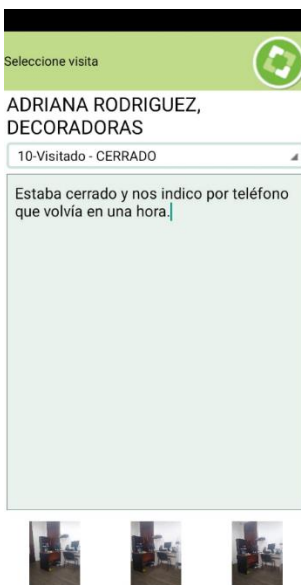 Seleccione visita
ADRIANA RODRIGUEZ,
DECORADORAS
10-Visitado - CERRADO
Estaba cerrado y nos indico por teléfono
que volvía en una hora.